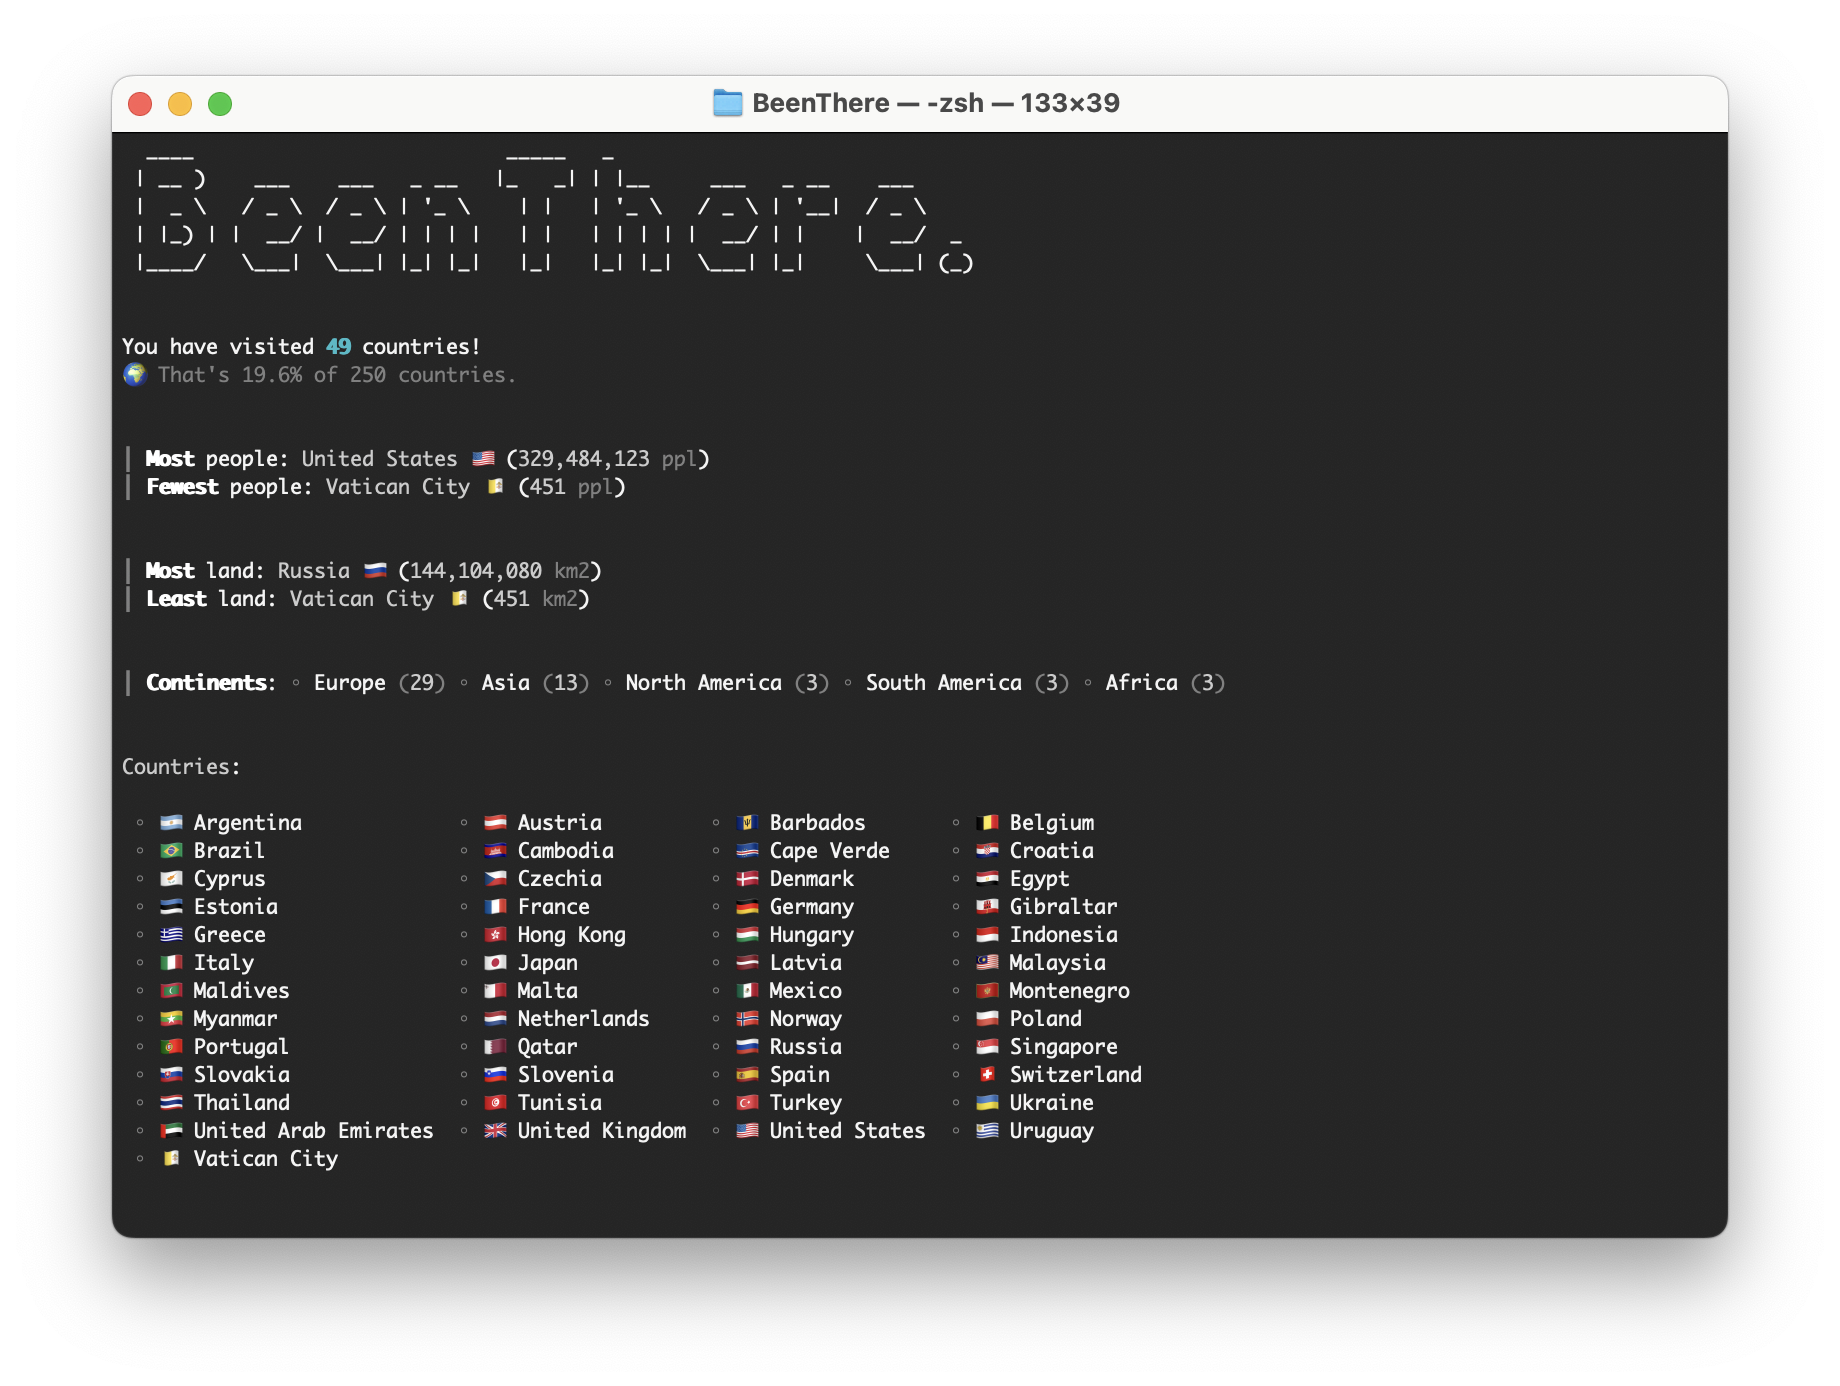 BeenThere — -zsh — 133×39
BeenThere.
You have visited 49 countries!
🌍 That's 19.6% of 250 countries.
| Most people: United States 🇺🇸 (329,484,123 ppl)
| Fewest people: Vatican City 🇻🇦 (451 ppl)
| Most land: Russia 🇷🇺 (144,104,080 km2)
| Least land: Vatican City 🇻🇦 (451 km2)
| Continents: ◦ Europe (29) ◦ Asia (13) ◦ North America (3) ◦ South America (3) ◦ Africa (3)
Countries:
◦ 🇦🇷 Argentina ◦ 🇦🇹 Austria ◦ 🇧🇧 Barbados ◦ 🇧🇪 Belgium
◦ 🇧🇷 Brazil ◦ 🇰🇭 Cambodia ◦ 🇨🇻 Cape Verde ◦ 🇭🇷 Croatia
◦ 🇨🇾 Cyprus ◦ 🇨🇿 Czechia ◦ 🇩🇰 Denmark ◦ 🇪🇬 Egypt
◦ 🇪🇪 Estonia ◦ 🇫🇷 France ◦ 🇩🇪 Germany ◦ 🇬🇮 Gibraltar
◦ 🇬🇷 Greece ◦ 🇭🇰 Hong Kong ◦ 🇭🇺 Hungary ◦ 🇮🇩 Indonesia
◦ 🇮🇹 Italy ◦ 🇯🇵 Japan ◦ 🇱🇻 Latvia ◦ 🇲🇾 Malaysia
◦ 🇲🇻 Maldives ◦ 🇲🇹 Malta ◦ 🇲🇽 Mexico ◦ 🇲🇪 Montenegro
◦ 🇲🇲 Myanmar ◦ 🇳🇱 Netherlands ◦ 🇳🇴 Norway ◦ 🇵🇱 Poland
◦ 🇵🇹 Portugal ◦ 🇶🇦 Qatar ◦ 🇷🇺 Russia ◦ 🇸🇬 Singapore
◦ 🇸🇰 Slovakia ◦ 🇸🇮 Slovenia ◦ 🇪🇸 Spain ◦ 🇨🇭 Switzerland
◦ 🇹🇭 Thailand ◦ 🇹🇳 Tunisia ◦ 🇹🇷 Turkey ◦ 🇺🇦 Ukraine
◦ 🇦🇪 United Arab Emirates ◦ 🇬🇧 United Kingdom ◦ 🇺🇸 United States ◦ 🇺🇾 Uruguay
◦ 🇻🇦 Vatican City